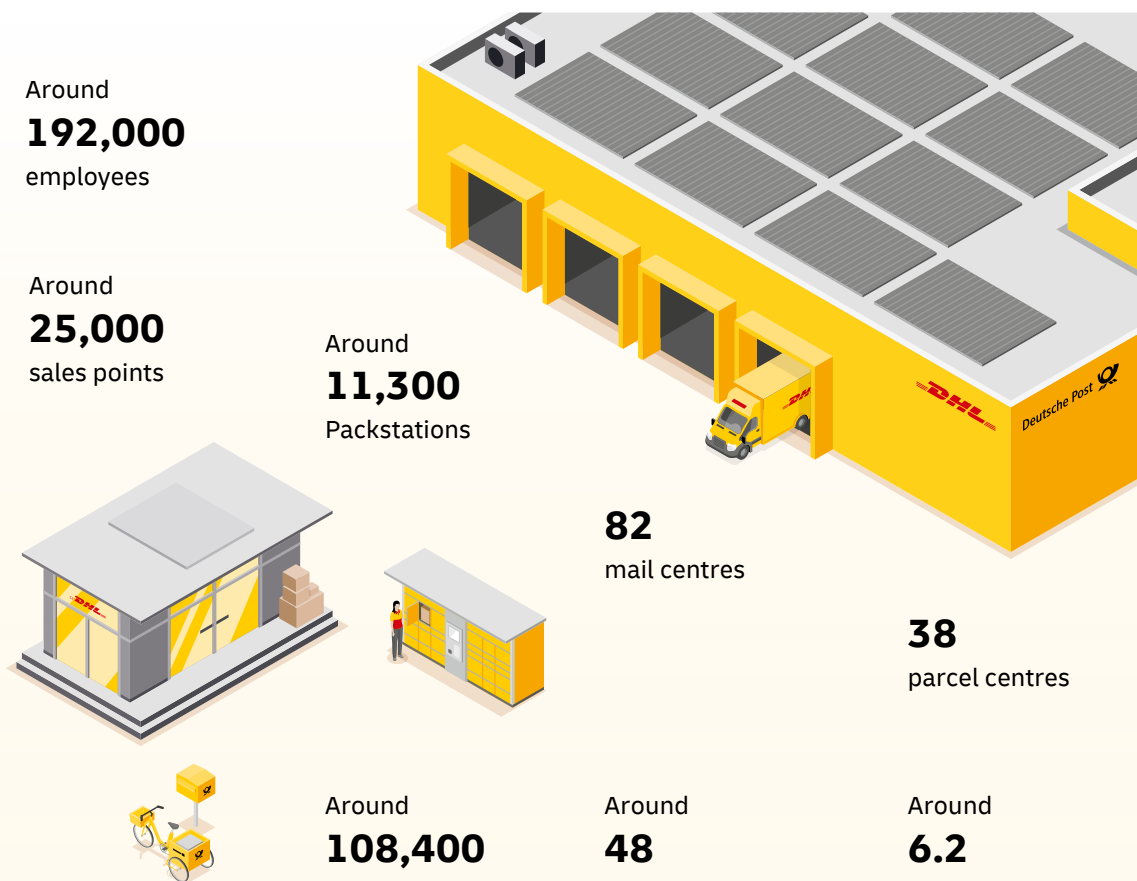 Around
192,000
employees
Around
25,000
sales points
Around
11,300
Packstations
DHL
Deutsche Post
DHL
82
mail centres
DHL
38
parcel centres
Around
108,400
Around
48
Around
6.2